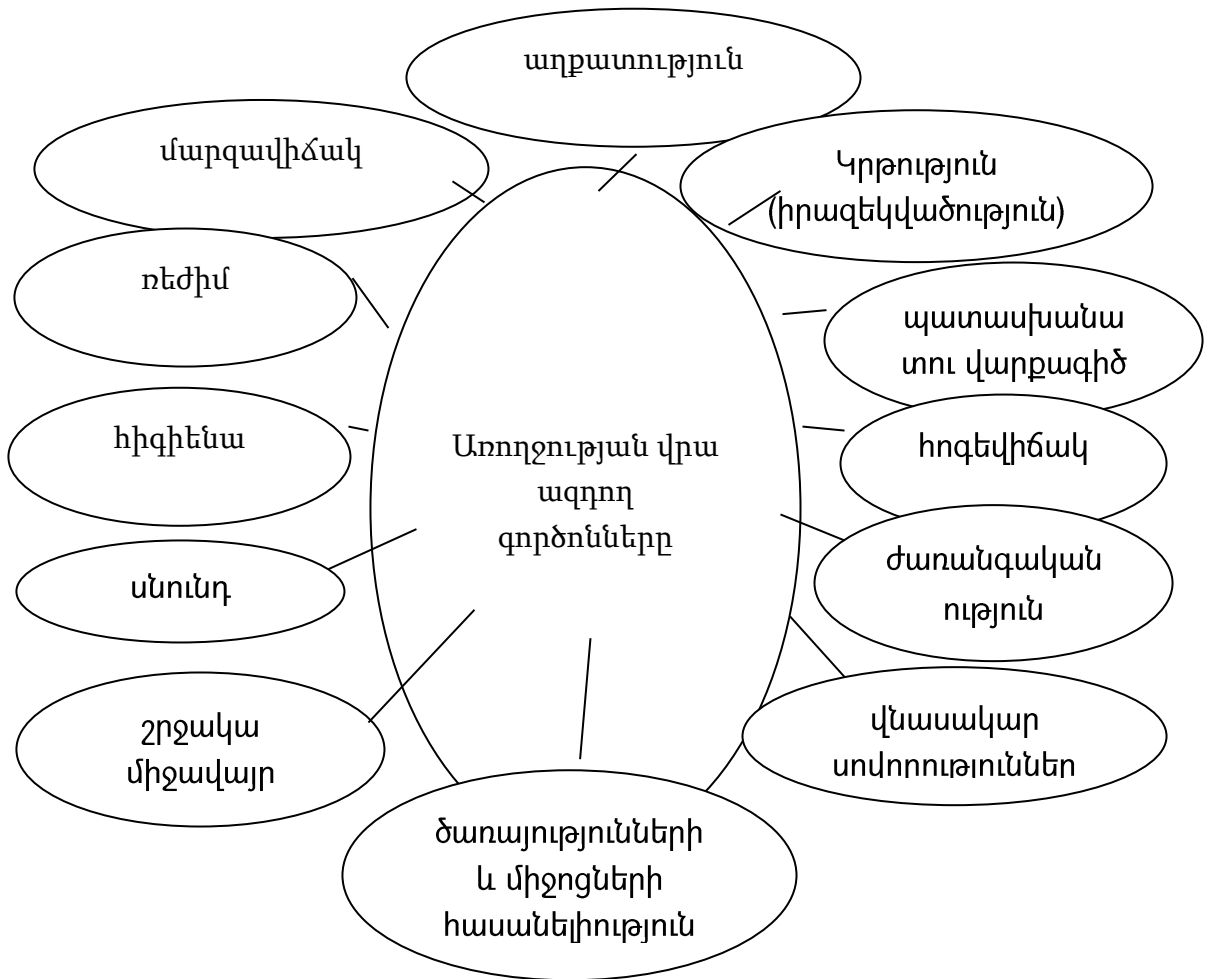 աղքատություն
մարզավիճակ
Կրթություն
(իրազեկվածություն)
ռեժիմ
պատասխանա
տու վարքագիծ
հիգիենա
Առողջության վրա
ազդող
գործոնները
հոգեվիճակ
սնունդ
ժառանգական
ություն
շրջակա
միջավայր
վնասակար
սովորություններ
ծառայությունների
և միջոցների
հասանելիություն